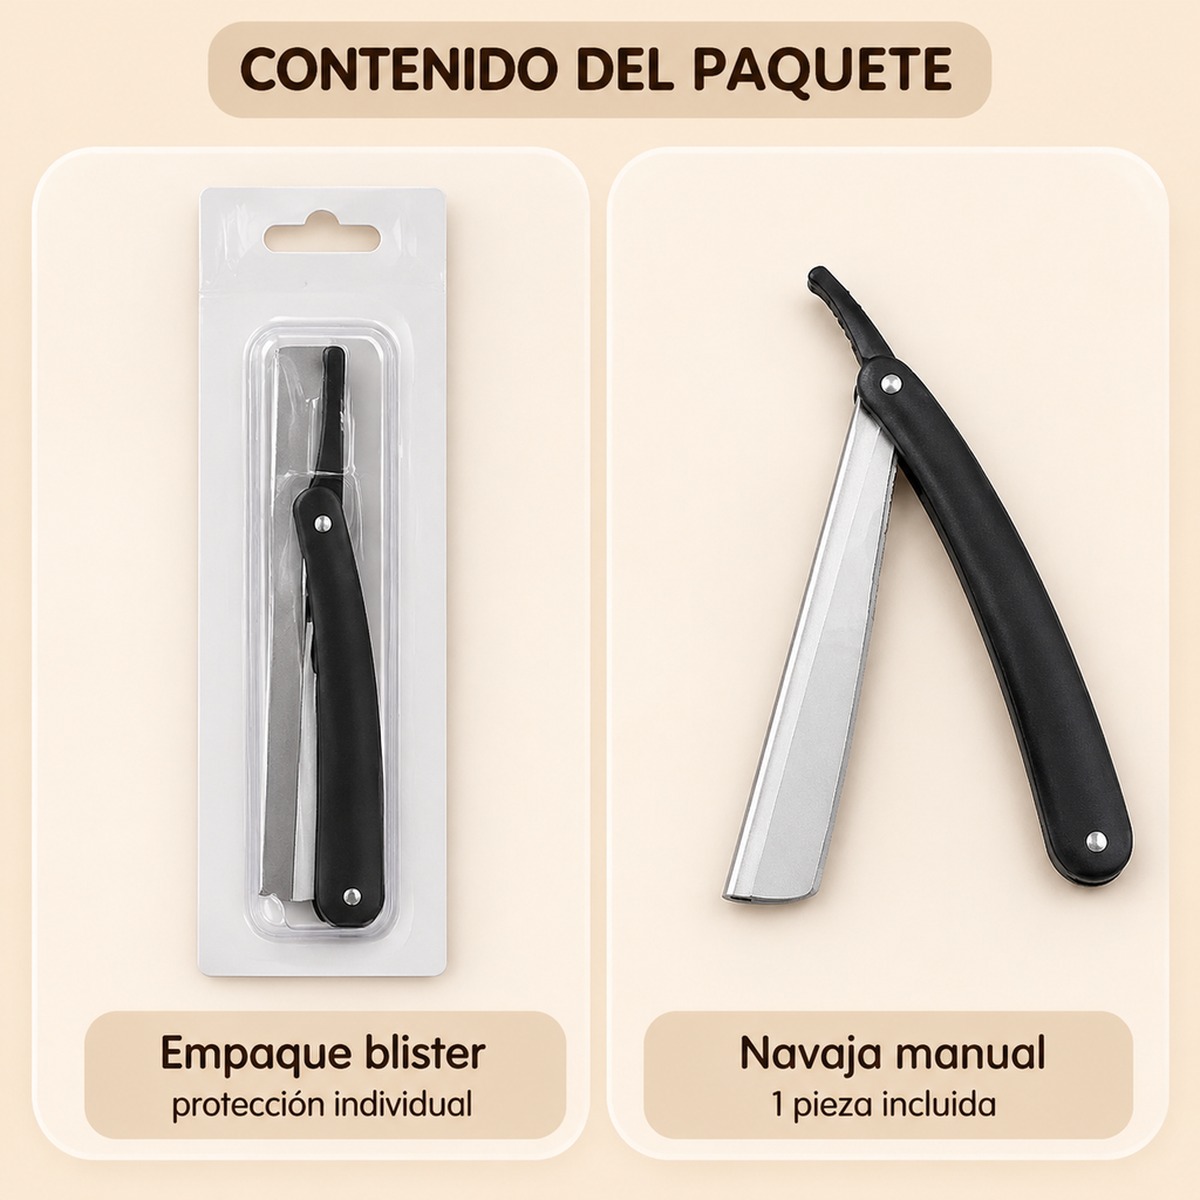 CONTENIDO DEL PAQUETE
Empaque blister
protección individual
Navaja manual
1 pieza incluida